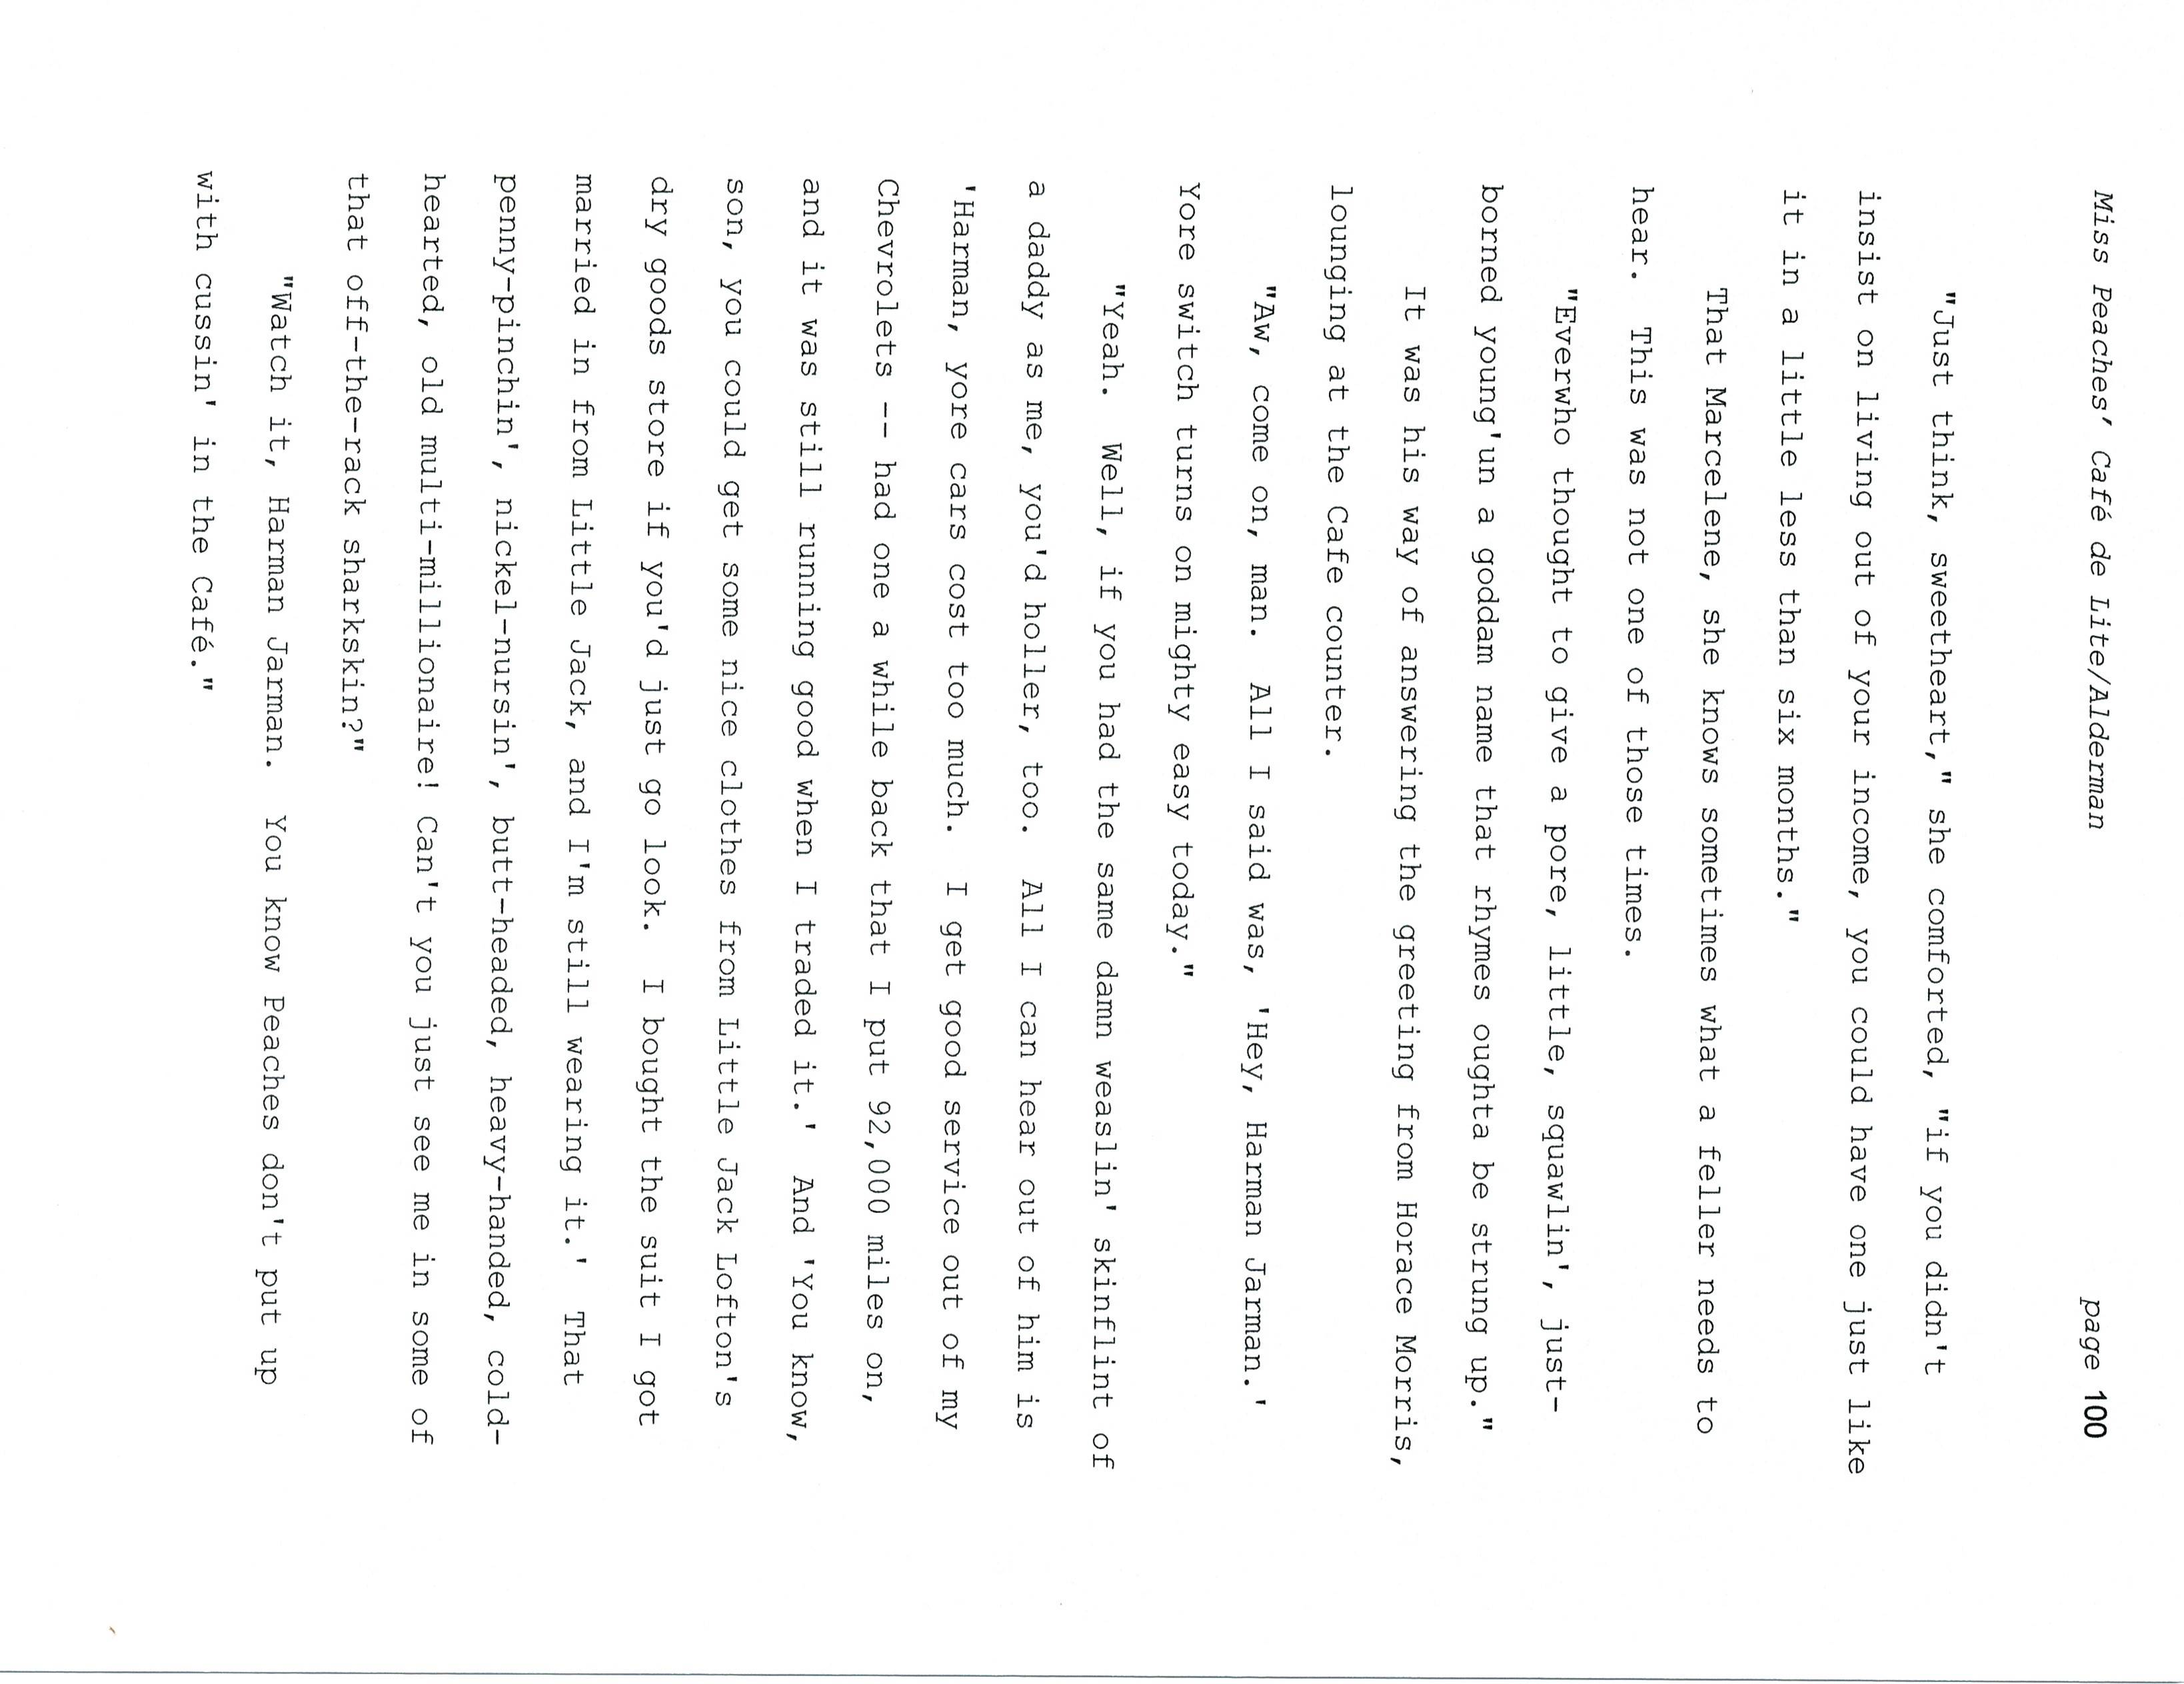 Miss Peaches' Café de Lite/Alderman page 100
"Just think, sweetheart," she comforted, "if you didn't
insist on living out of your income, you could have one just like
it in a little less than six months."
That Marcelene, she knows sometimes what a feller needs to
hear. This was not one of those times.
"Everwho thought to give a pore, little, squawlin', just-
borned young'un a goddam name that rhymes oughta be strung up."
It was his way of answering the greeting from Horace Morris,
lounging at the Cafe counter.
"Aw, come on, man. All I said was, 'Hey, Harman Jarman.'
Yore switch turns on mighty easy today."
"Yeah. Well, if you had the same damn weaslin' skinflint of
a daddy as me, you'd holler, too. All I can hear out of him is
'Harman, yore cars cost too much. I get good service out of my
Chevrolets -- had one a while back that I put 92,000 miles on,
and it was still running good when I traded it.' And 'You know,
son, you could get some nice clothes from Little Jack Lofton's
dry goods store if you'd just go look. I bought the suit I got
married in from Little Jack, and I'm still wearing it.' That
penny-pinchin', nickel-nursin', butt-headed, heavy-handed, cold-
hearted, old multi-millionaire! Can't you just see me in some of
that off-the-rack sharkskin?"
"Watch it, Harman Jarman. You know Peaches don't put up
with cussin' in the Café."